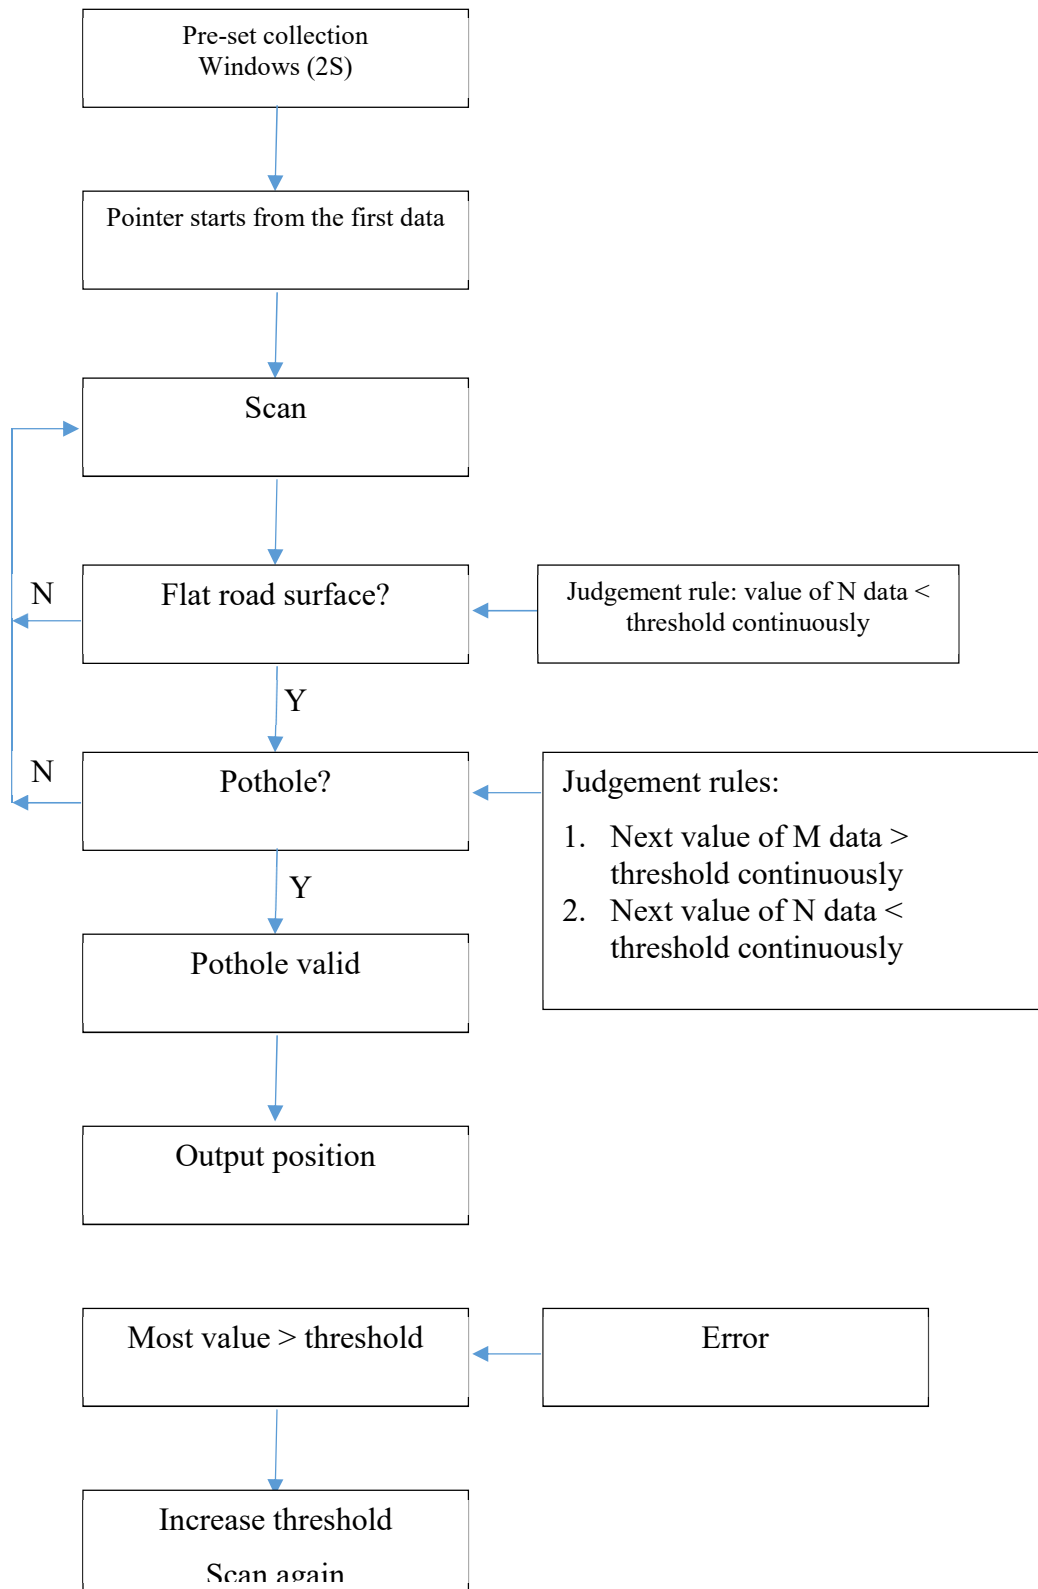 Pre-set collection
Windows (2S)
Pointer starts from the first data
Scan
N
Flat road surface?
Judgement rule: value of N data <
threshold continuously
Y
N
Pothole?
Judgement rules:
1. Next value of M data >
threshold continuously
2. Next value of N data <
threshold continuously
Y
Pothole valid
Output position
Most value > threshold
Error
Increase threshold
Scan again